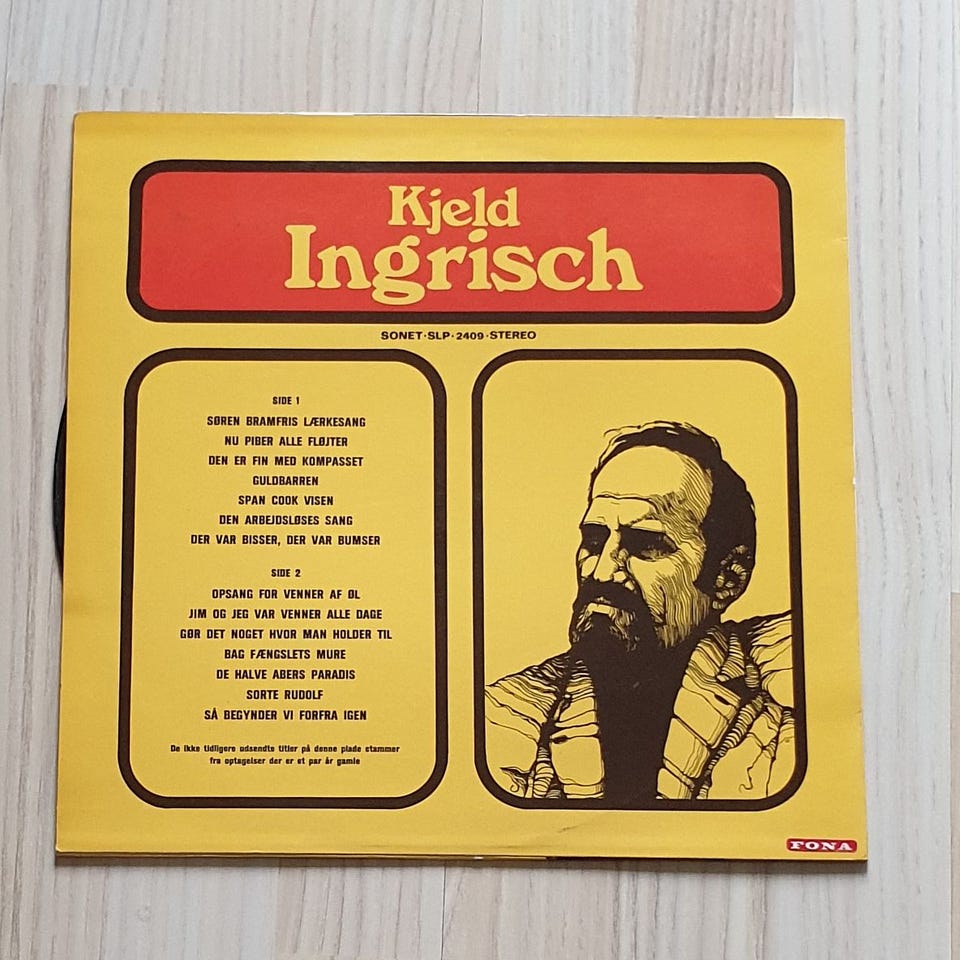 Kjeld
Ingrisch
SONET·SLP·2409·STEREO
SIDE 1
SØREN BRAMFRIS LÆRKESANG
NU PIBER ALLE FLØJTER
DEN ER FIN MED KOMPASSET
GULDBARREN
SPAN COOK VISEN
DEN ARBEJDSLØSES SANG
DER VAR BISSER, DER VAR BUMSER
SIDE 2
OPSANG FOR VENNER AF ØL
JIM OG JEG VAR VENNER ALLE DAGE
GØR DET NOGET HVOR MAN HOLDER TIL
BAG FÆNGSLETS MURE
DE HALVE ABERS PARADIS
SORTE RUDOLF
SÅ BEGYNDER VI FORFRA IGEN
De ikke tidligere udsendte titler på denne plade stammer
fra optagelser der er et par år gamle
FONA